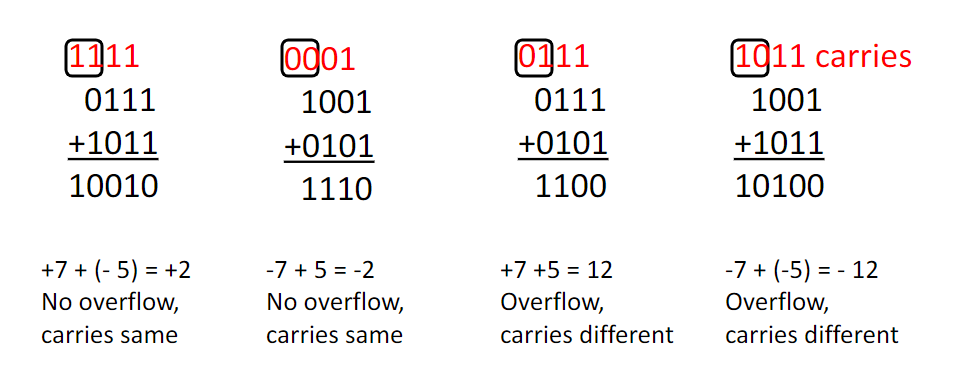 1111
0111
+1011
10010
+7 + (- 5) = +2
No overflow,
carries same
0001
1001
+0101
1110
-7 + 5 = -2
No overflow,
carries same
0111
0111
+0101
1100
+7 +5 = 12
Overflow,
carries different
1011 carries
1001
+1011
10100
-7 + (-5) = - 12
Overflow,
carries different